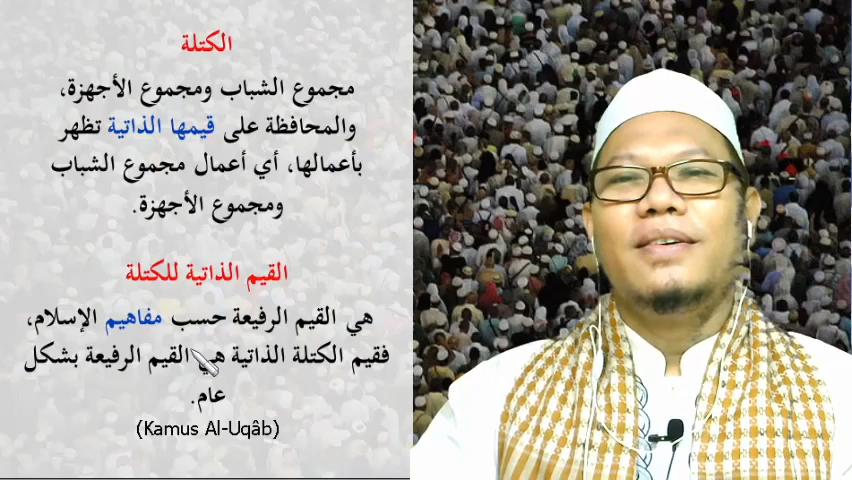 الكتلة
مجموع الشباب ومجموع الأجهزة،
والمحافظة على قيمها الذاتية تظهر
بأعمالها، أي أعمال مجموع الشباب
ومجموع الأجهزة.
القيم الذاتية للكتلة
هي القيم الرفيعة حسب مفاهيم الإسلام،
فقيم الكتلة الذاتية هي القيم الرفيعة بشكل
عام.
(Kamus Al-Uqâb)